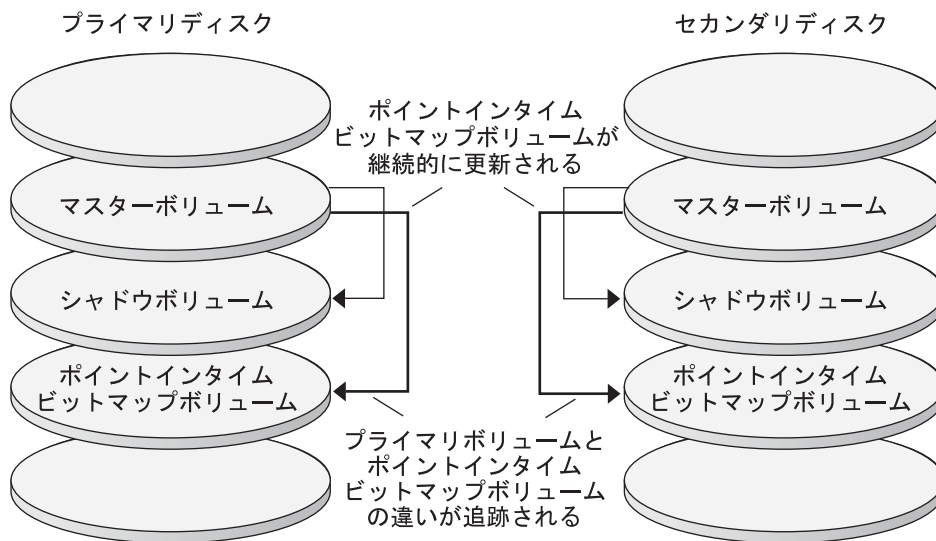 プライマリディスク
セカンダリディスク
ポイントインタイム
ビットマップボリュームが
継続的に更新される
マスターボリューム
マスターボリューム
シャドウボリューム
シャドウボリューム
ポイントインタイム
ビットマップボリューム
ポイントインタイム
ビットマップボリューム
プライマリボリュームと
ポイントインタイム
ビットマップボリューム
の違いが追跡される